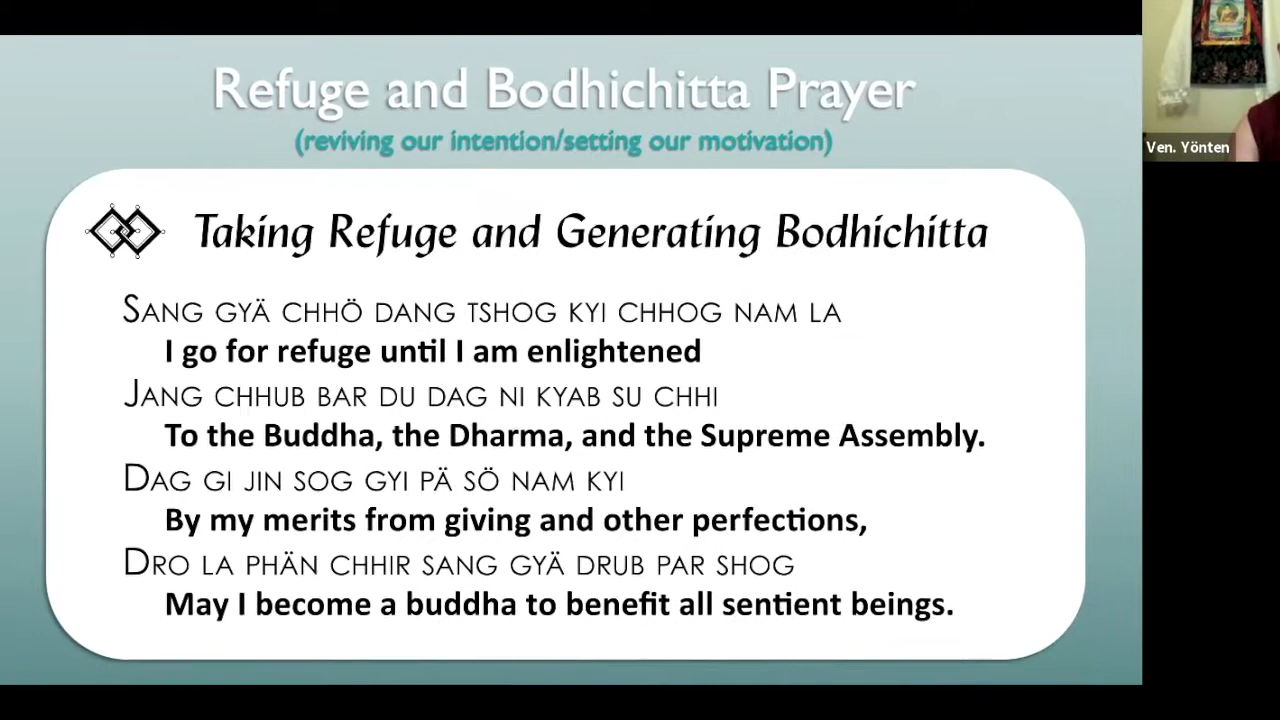 Refuge and Bodhichitta Prayer
(reviving our intention/setting our motivation)
Taking Refuge and Generating Bodhichitta
SANG GYÄ CHHÖ DANG TSHOG KYI CHHOG NAM LA
I go for refuge until I am enlightened
JANG CHHUB BAR DU DAG NI KYAB SU CHHI
To the Buddha, the Dharma, and the Supreme Assembly.
DAG GI JIN SOG GYI PÄ SÖ NAM KYI
By my merits from giving and other perfections,
DRO LA PHÄN CHHIR SANG GYÄ DRUB PAR SHOG
May I become a buddha to benefit all sentient beings.
Ven. Yönten